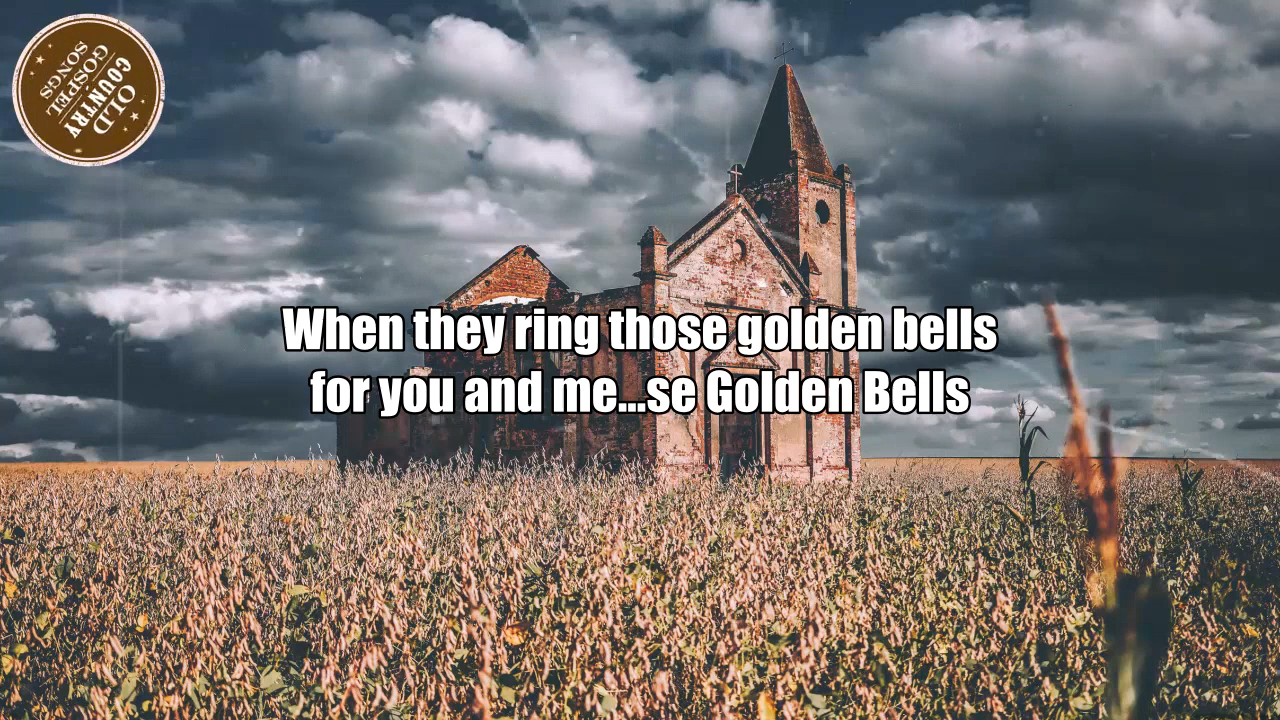 OLD
COUNTRY
GOSPEL
SONGS
When they ring those golden bells
for you and me...se Golden Bells